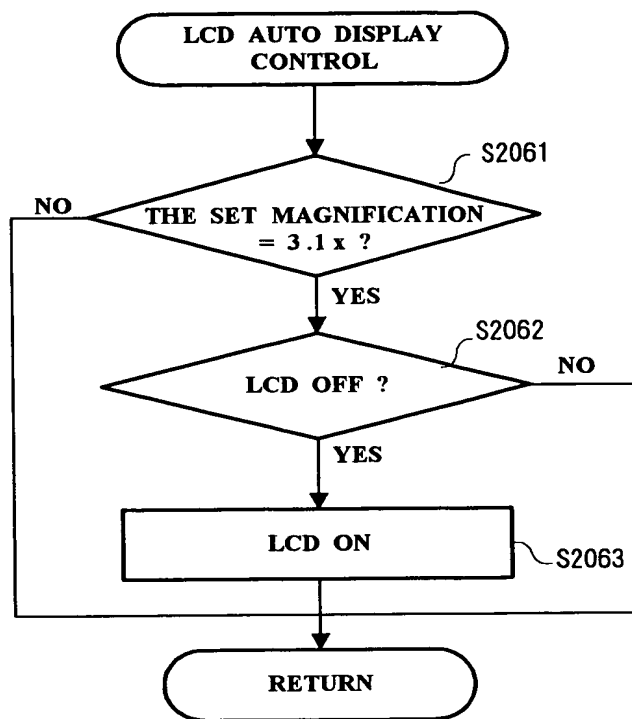 LCD AUTO DISPLAY
CONTROL
S2061
NO
THE SET MAGNIFICATION
= 3.1x ?
YES
S2062
NO
LCD OFF ?
YES
LCD ON
S2063
RETURN